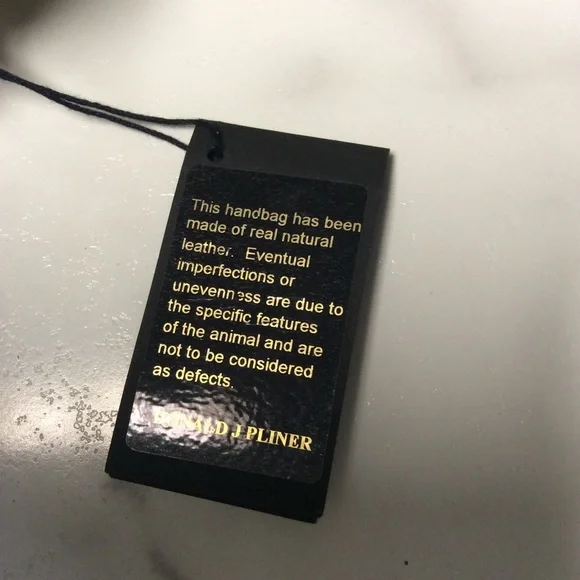 This handbag has been
made of real natural
leather. Eventual
imperfections or
unevenness are due to
the specific features
of the animal and are
not to be considered
as defects.
DONALD J PLINER